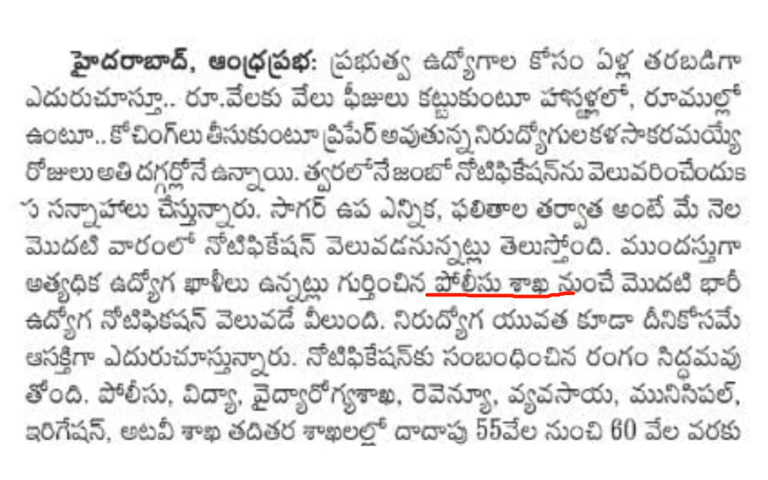 హైదరాబాద్, ఆంధ్రప్రభ: ప్రభుత్వ ఉద్యోగాల కోసం ఏళ్ల తరబడిగా
ఎదురుచూస్తూ.. రూ.వేలకు వేలు ఫీజులు కట్టుకుంటూ హాస్టళ్లలో, రూముల్లో
ఉంటూ.. కోచింగ్‌లు తీసుకుంటూ ప్రిపేర్ అవుతున్న నిరుద్యోగుల కళ సాకరమయ్యే
రోజులు అతి దగ్గర్లోనే ఉన్నాయి. త్వరలోనే జంబో నోటిఫికేషన్‌ను వెలువరించేందుక
ు సన్నాహాలు చేస్తున్నారు. సాగర్ ఉప ఎన్నిక, ఫలితాల తర్వాత అంటే మే నెల
మొదటి వారంలో నోటిఫికేషన్ వెలువడనున్నట్లు తెలుస్తోంది. ముందస్తుగా
అత్యధిక ఉద్యోగ ఖాళీలు ఉన్నట్లు గుర్తించిన పోలీసు శాఖ నుంచే మొదటి భారీ
ఉద్యోగ నోటిఫికషన్ వెలువడే వీలుంది. నిరుద్యోగ యువత కూడా దీనికోసమే
ఆసక్తిగా ఎదురుచూస్తున్నారు. నోటిఫికేషన్‌కు సంబంధించిన రంగం సిద్ధమవు
తోంది. పోలీసు, విద్యా, వైద్యారోగ్యశాఖ, రెవెన్యూ, వ్యవసాయ, మునిసిపల్,
ఇరిగేషన్, అటవీ శాఖ తదితర శాఖలల్లో దాదాపు 55వేల నుంచి 60 వేల వరకు